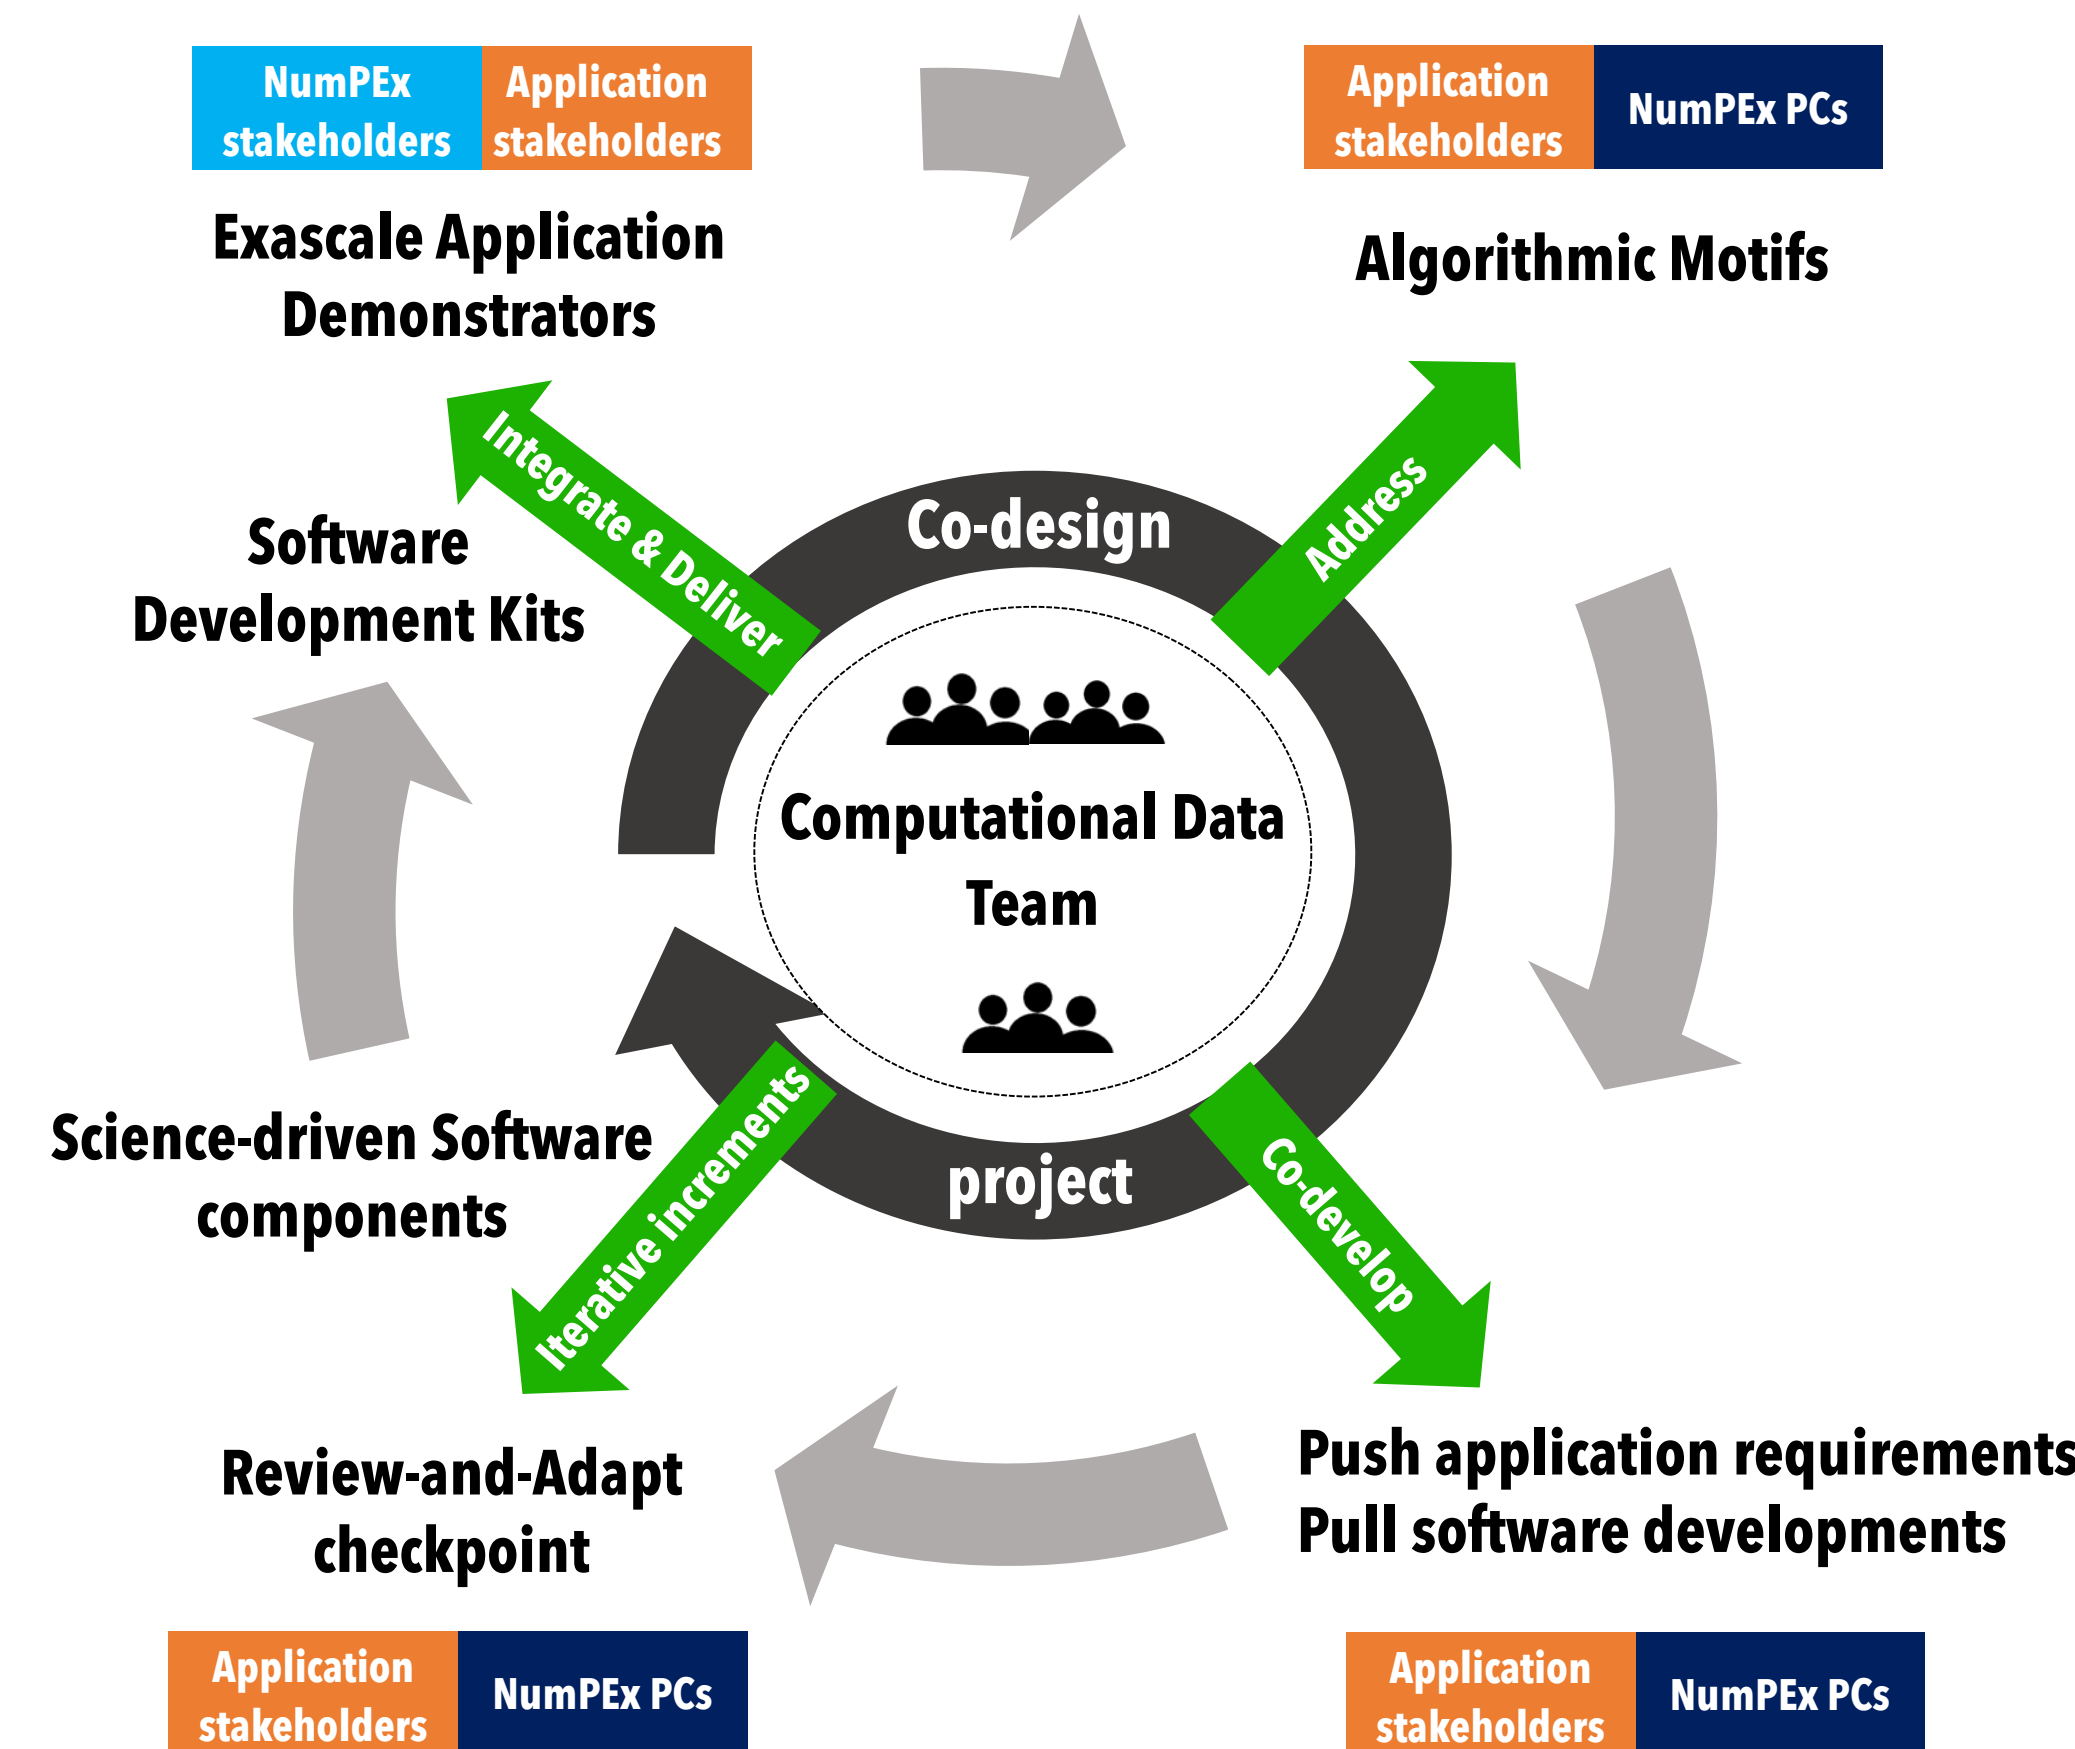 NumPEx
stakeholders
Application
stakeholders
Application
stakeholders
NumPEx PCs
Exascale Application
Demonstrators
Algorithmic Motifs
Integrate & Deliver
Address
Co-design
Software
Development Kits
Computational Data
Team
Science-driven Software
components
Iterative increments
project
Co-develop
Review-and-Adapt
checkpoint
Push application requirements
Pull software developments
Application
stakeholders
NumPEx PCs
Application
stakeholders
NumPEx PCs